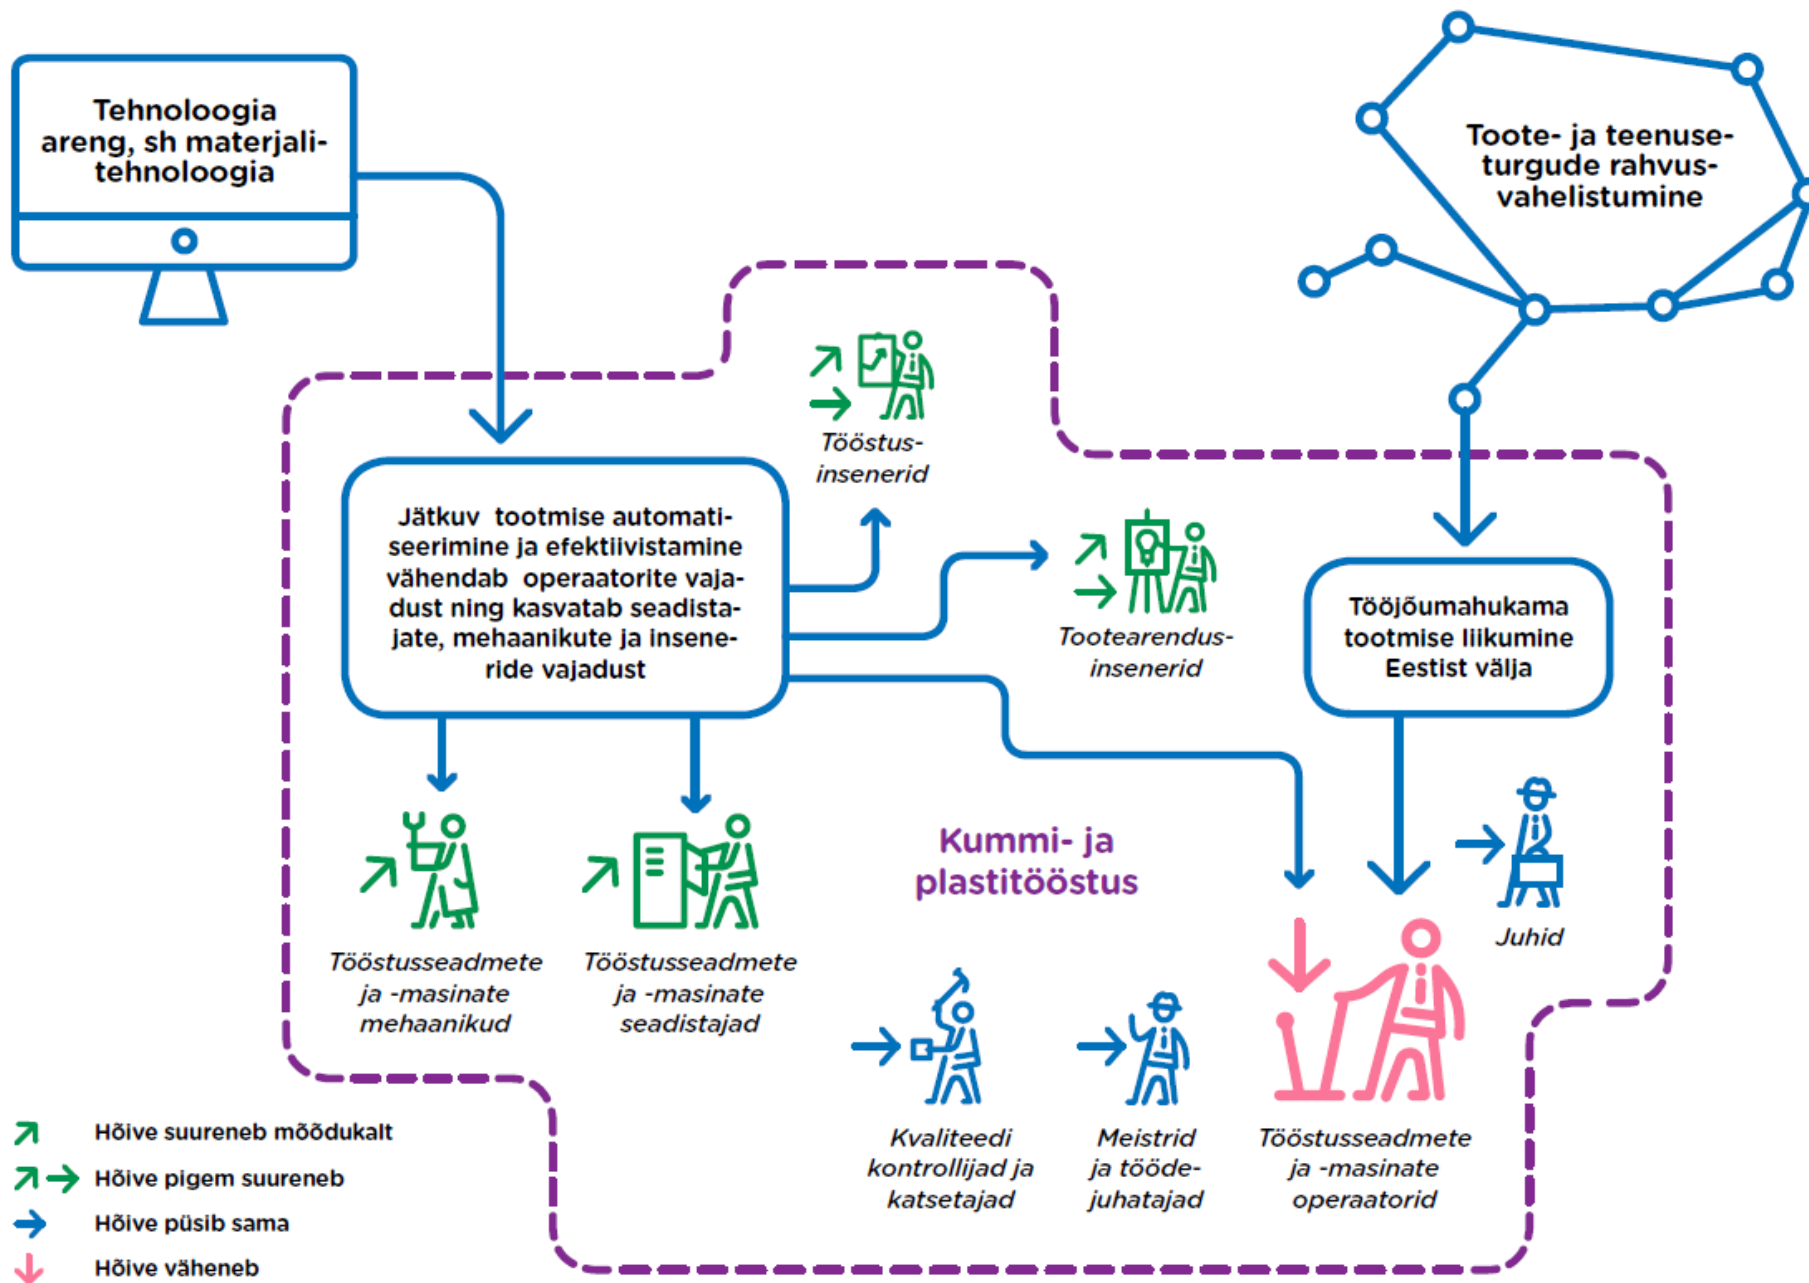 Tehnoloogia
areng, sh materjali-
tehnoloogia
Toote- ja teenuse-
turgude rahvus-
vahelistumine
Tööstus-
insenerid
Jätkuv tootmise automati-
seerimine ja efektiivistamine
vähendab operaatorite vaja-
dust ning kasvatab seadista-
jate, mehaanikute ja insene-
ride vajadust
Tootearendus-
insenerid
Tööjõumahukama
tootmise liikumine
Eestist välja
Kummi- ja
plastitööstus
Juhid
Tööstusseadmete
ja -masinate
mehaanikud
Tööstusseadmete
ja -masinate
seadistajad
Kvaliteedi
kontrollijad ja
katsetajad
Meistrid
ja tööde-
juhatajad
Tööstusseadmete
ja -masinate
operaatorid
Hõive suureneb mõõdukalt
Hõive pigem suureneb
Hõive püsib sama
Hõive väheneb